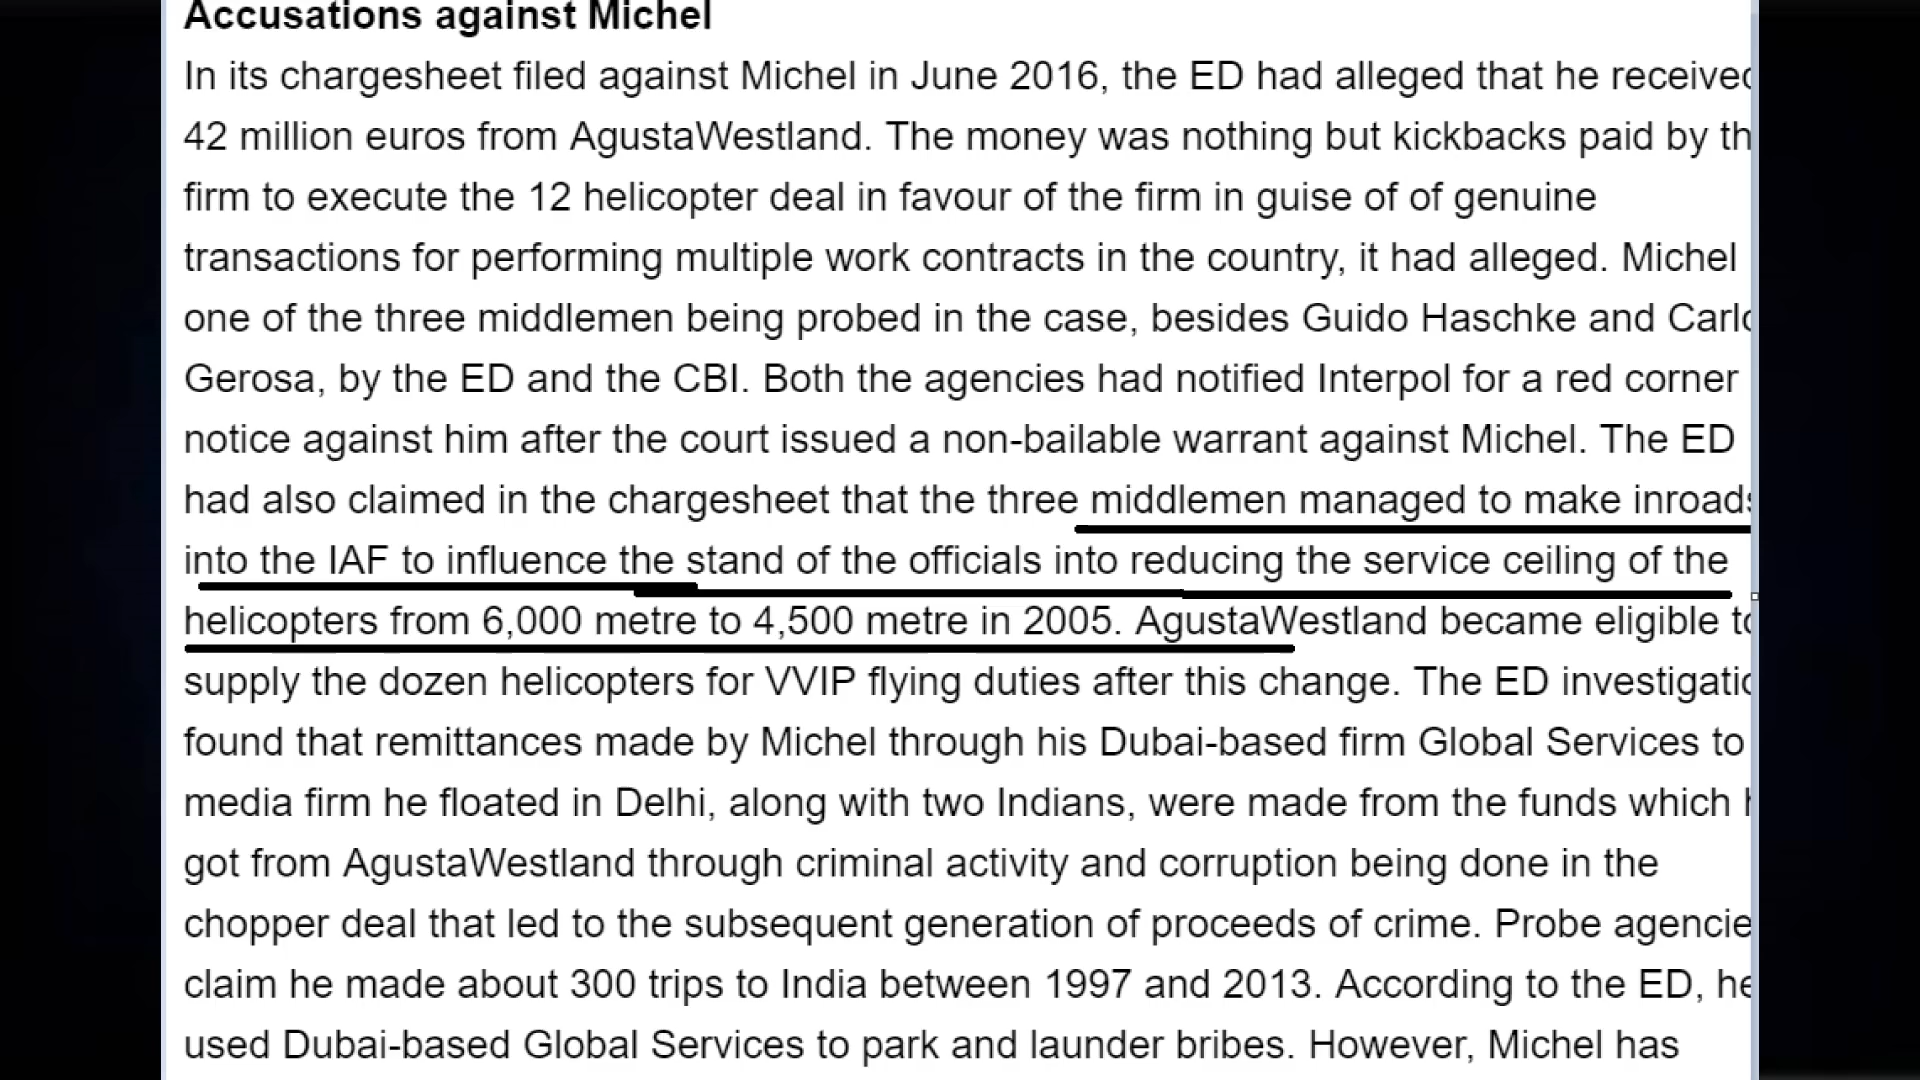 Accusations against Michel
In its chargesheet filed against Michel in June 2016, the ED had alleged that he received
42 million euros from AgustaWestland. The money was nothing but kickbacks paid by th
firm to execute the 12 helicopter deal in favour of the firm in guise of of genuine
transactions for performing multiple work contracts in the country, it had alleged. Michel
one of the three middlemen being probed in the case, besides Guido Haschke and Carlo
Gerosa, by the ED and the CBI. Both the agencies had notified Interpol for a red corner
notice against him after the court issued a non-bailable warrant against Michel. The ED
had also claimed in the chargesheet that the three middlemen managed to make inroads
into the IAF to influence the stand of the officials into reducing the service ceiling of the
helicopters from 6,000 metre to 4,500 metre in 2005. AgustaWestland became eligible to
supply the dozen helicopters for VVIP flying duties after this change. The ED investigatio
found that remittances made by Michel through his Dubai-based firm Global Services to
media firm he floated in Delhi, along with two Indians, were made from the funds which
got from AgustaWestland through criminal activity and corruption being done in the
chopper deal that led to the subsequent generation of proceeds of crime. Probe agencie
claim he made about 300 trips to India between 1997 and 2013. According to the ED, he
used Dubai-based Global Services to park and launder bribes. However, Michel has